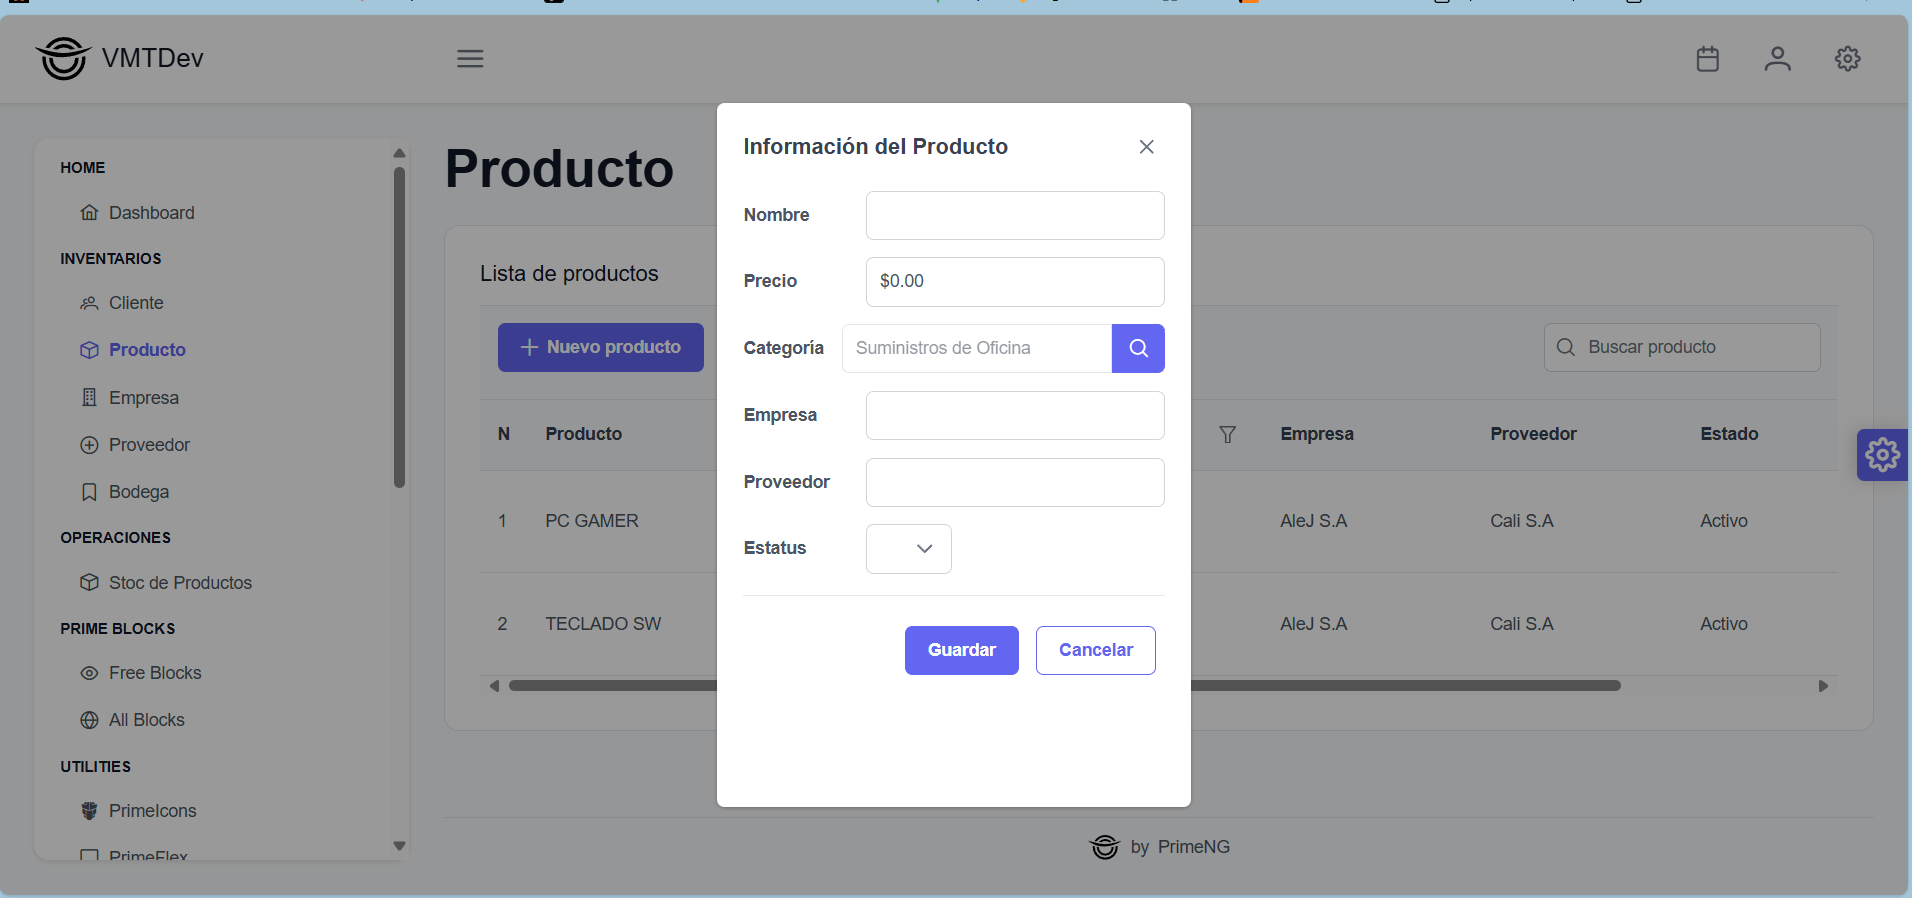 VMTDev
HOME
Dashboard
INVENTARIOS
Cliente
Producto
Empresa
Proveedor
Bodega
OPERACIONES
Stoc de Productos
PRIME BLOCKS
Free Blocks
All Blocks
UTILITIES
PrimeIcons
PrimeFlex
Producto
Lista de productos
Nuevo producto
Buscar producto
N Producto Empresa Proveedor Estado
1 PC GAMER AleJ S.A Cali S.A Activo
2 TECLADO SW AleJ S.A Cali S.A Activo
Información del Producto
Nombre
Precio $0.00
Categoría Suministros de Oficina
Empresa
Proveedor
Estatus
Guardar Cancelar
by PrimeNG